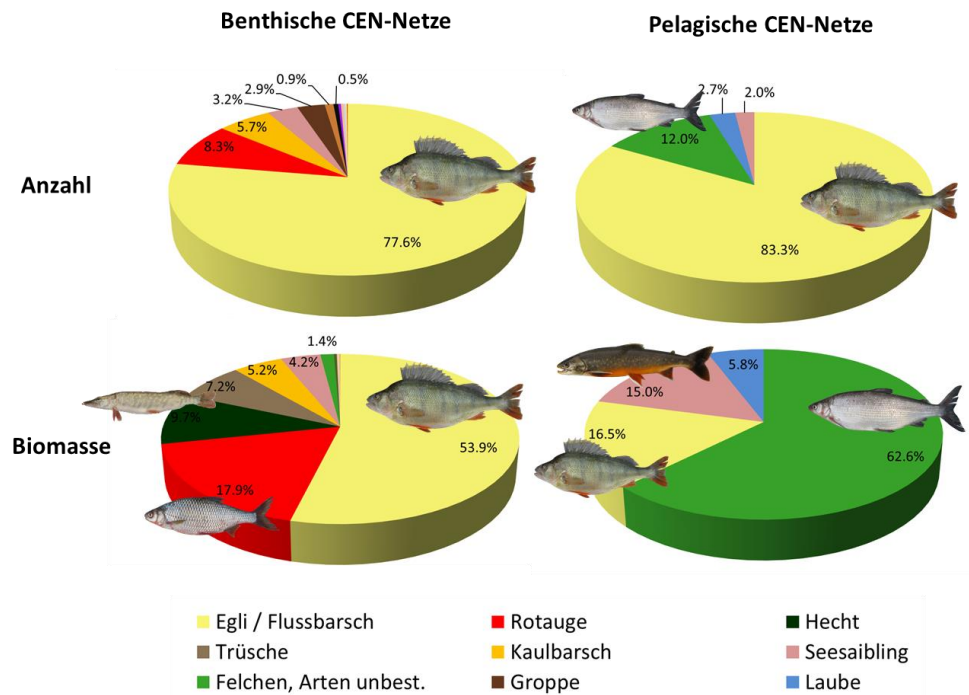 Benthische CEN-Netze
Pelagische CEN-Netze
Anzahl
0.9%
0.5%
2.9%
3.2%
5.7%
8.3%
77.6%
2.7%
2.0%
12.0%
83.3%
Biomasse
1.4%
4.2%
5.2%
7.2%
9.7%
17.9%
53.9%
5.8%
15.0%
16.5%
62.6%
Egli / Flussbarsch
Rotauge
Hecht
Trüsche
Kaulbarsch
Seesaibling
Felchen, Arten unbest.
Groppe
Laube